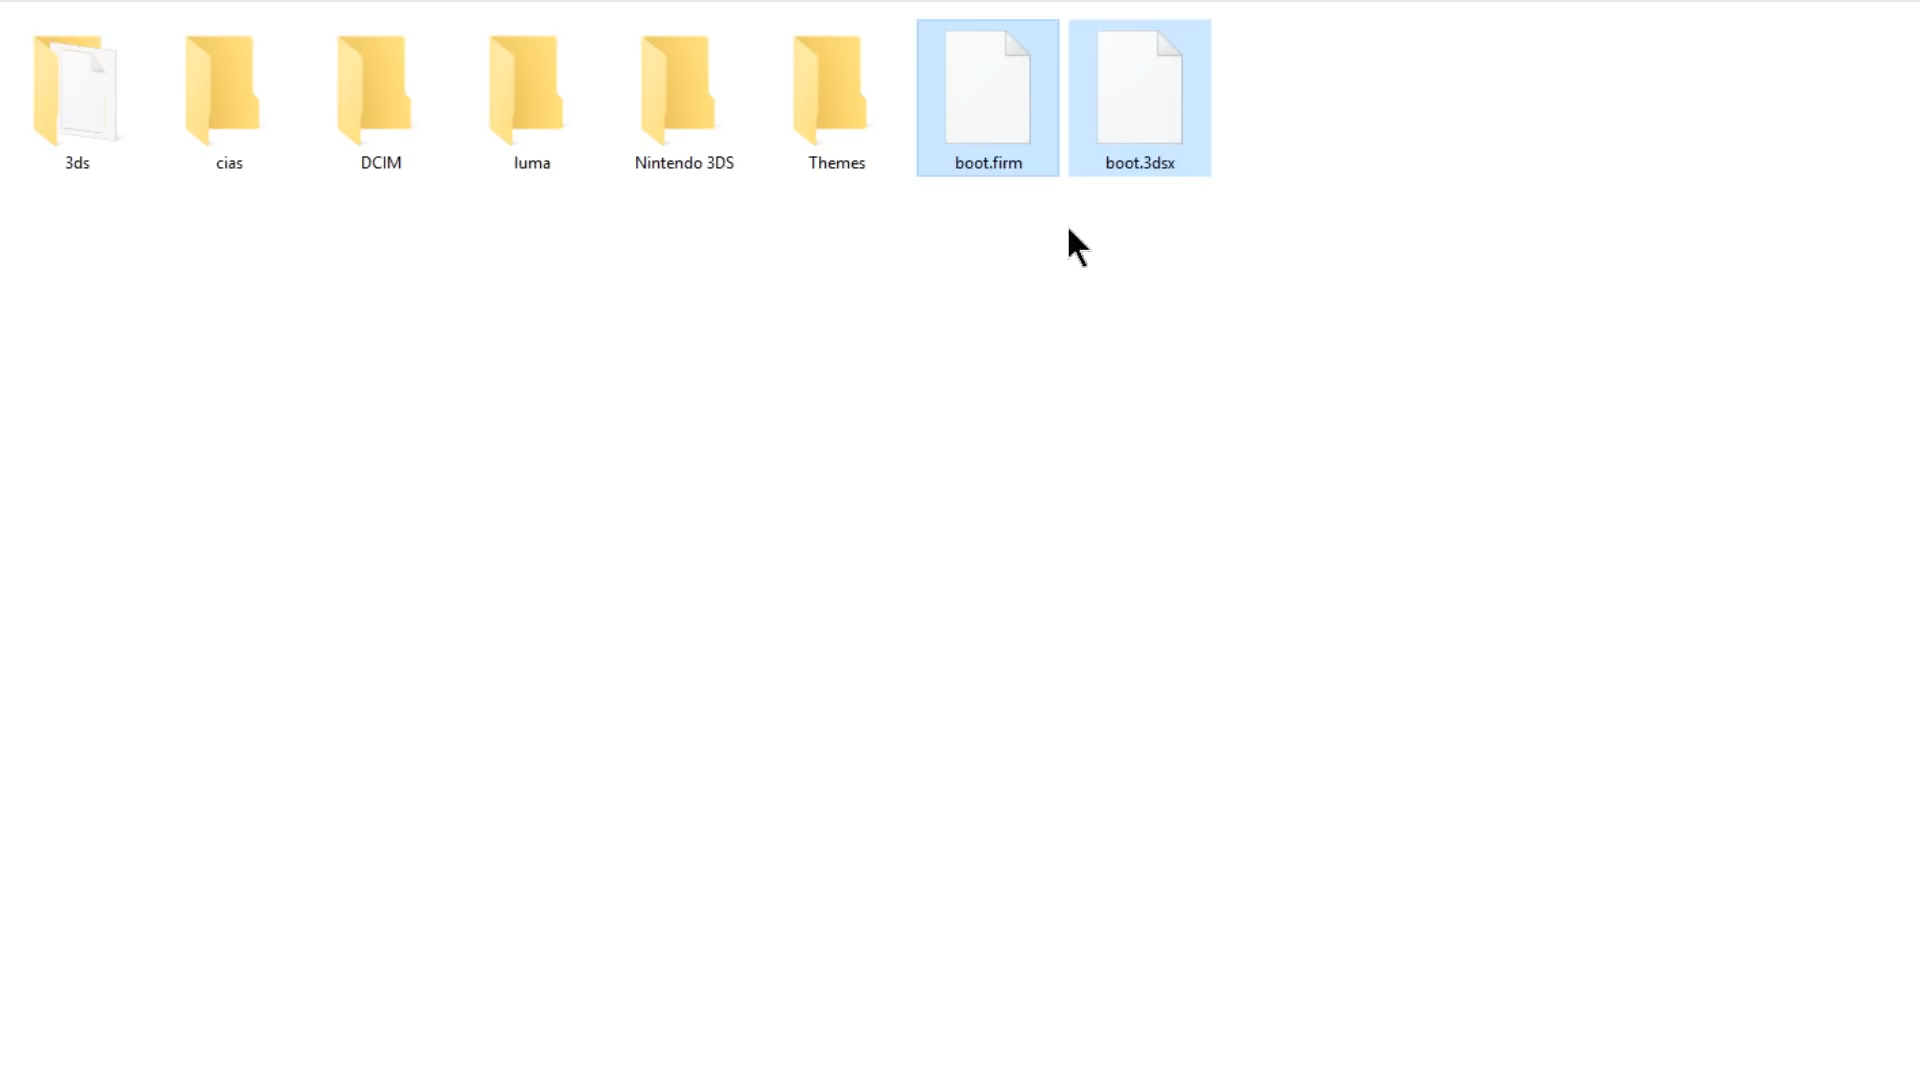 3ds
cias
DCIM
luma
Nintendo 3DS
Themes
boot.firm
boot.3dsx